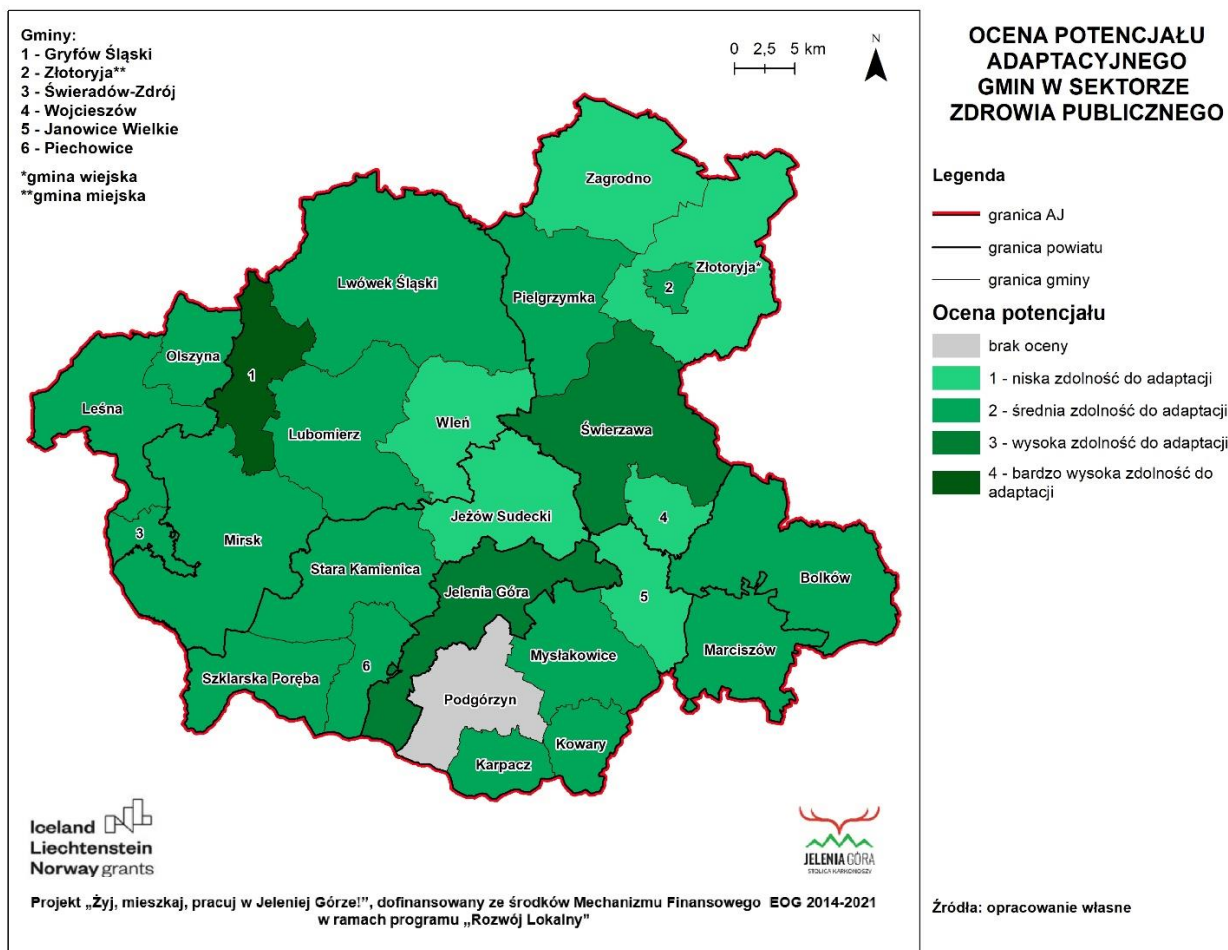 Gminy:
1 - Gryfów Śląski
2 - Złotoryja**
3 - Świeradów-Zdrój
4 - Wojcieszów
5 - Janowice Wielkie
6 - Piechowice
*gmina wiejska
**gmina miejska
0 2,5 5 km
N
Zagrodno
Złotoryja*
2
Lwówek Śląski
Pielgrzymka
Olszyna
1
Leśna
Lubomierz
Wleń
Świerzawa
3
Mirsk
Jeżów Sudecki
4
Stara Kamienica
Jelenia Góra
Bolków
5
Mysłakowice
Marciszów
Szklarska Poręba
6
Podgórzyn
Kowary
Karpacz
Iceland
Liechtenstein
Norway grants
JELENIA GÓRA
STOLICA KARKONOSZY
Projekt „Żyj, mieszkaj, pracuj w Jeleniej Górze!”, dofinansowany ze środków Mechanizmu Finansowego EOG 2014-2021
w ramach programu „Rozwój Lokalny"
OCENA POTENCJAŁU
ADAPTACYJNEGO
GMIN W SEKTORZE
ZDROWIA PUBLICZNEGO
Legenda
granica AJ
granica powiatu
granica gminy
Ocena potencjału
brak oceny
1 - niska zdolność do adaptacji
2 - średnia zdolność do adaptacji
3 - wysoka zdolność do adaptacji
4 - bardzo wysoka zdolność do
adaptacji
Źródła: opracowanie własne